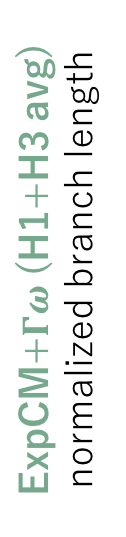 ExpCM+Γω (H1+H3 avg)
normalized branch length